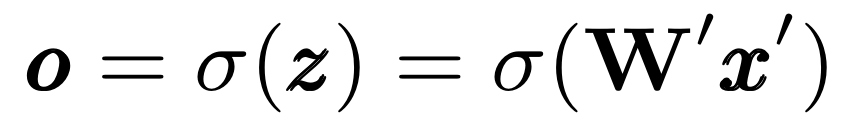 𝒐 = σ(𝒛) = σ(𝐖′𝒙′)